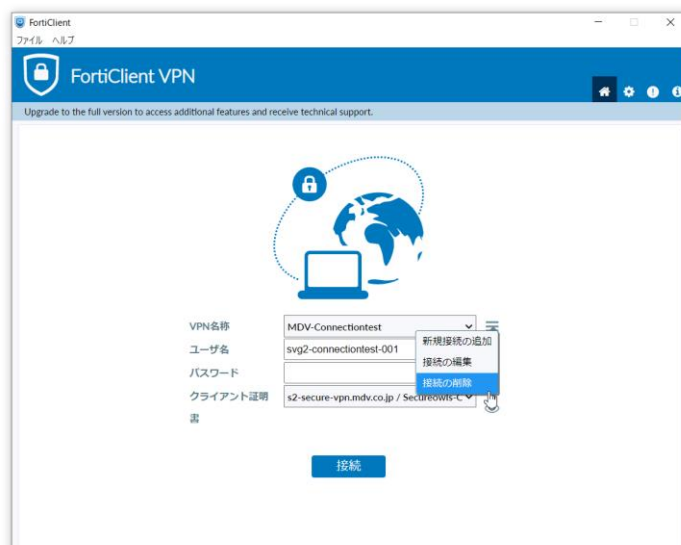 FortiClient
ファイル ヘルプ
FortiClient VPN
Upgrade to the full version to access additional features and receive technical support.
VPN名称
MDV-Connectiontest
新規接続の追加
ユーザ名
svg2-connectiontest-001
接続の編集
パスワード
接続の削除
クライアント証明書
s2-secure-vpn.mdv.co.jp / Secureowls-C
接続